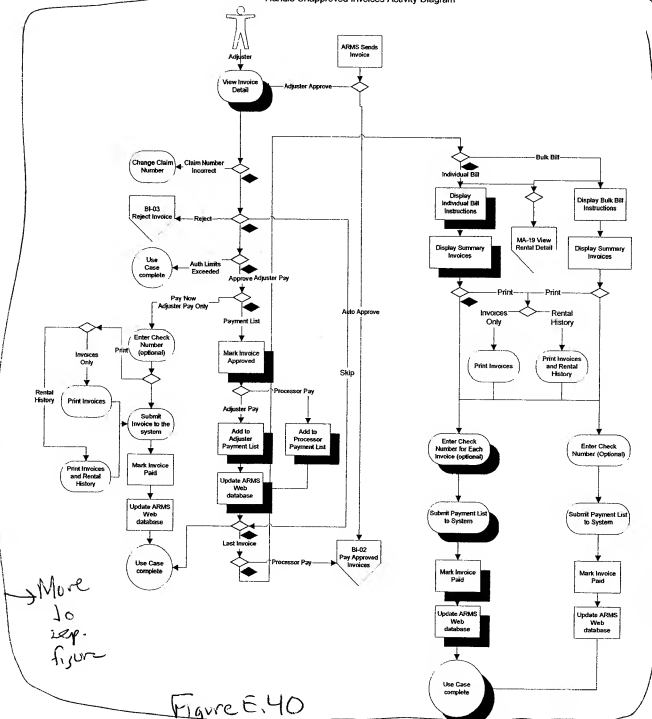 Handle Unapproved Invoices Activity Diagram
Adjuster
ARMS Sends
Invoice
View Invoice
Detail
Adjuster Approve
Change Claim
Number
Claim Number
Incorrect
BI-03
Reject Invoice
Reject
Use
Case
complete
Auth Limits
Exceeded
Approve Adjuster Pay
Pay Now
Adjuster Pay Only
Payment List
Auto Approve
Skip
Invoices
Only
Print
Rental
History
Enter Check
Number
(optional)
Print Invoices
Print Invoices
and Rental
History
Submit
Invoice to the
system
Mark Invoice
Paid
Update ARMS
Web
database
Use Case
complete
Mark Invoice
Approved
Processor Pay
Adjuster Pay
Add to
Adjuster
Payment List
Add to
Processor
Payment List
Update ARMS
Web
database
Last Invoice
Processor Pay
BI-02
Pay Approved
Invoices
Bulk Bill
Individual Bill
Display
Individual Bill
Instructions
MA-19 View
Rental Detail
Display Bulk Bill
Instructions
Display Summary
Invoices
Display Summary
Invoices
Print
Print
Invoices
Only
Rental
History
Print Invoices
Print Invoices
and Rental
History
Enter Check
Number for Each
Invoice (optional)
Enter Check
Number (Optional)
Submit Payment List
to System
Submit Payment List
to System
Mark Invoice
Paid
Mark Invoice
Paid
Update ARMS
Web
database
Update ARMS
Web
database
Use Case
complete
More
to
sep.
figure
Figure E.40